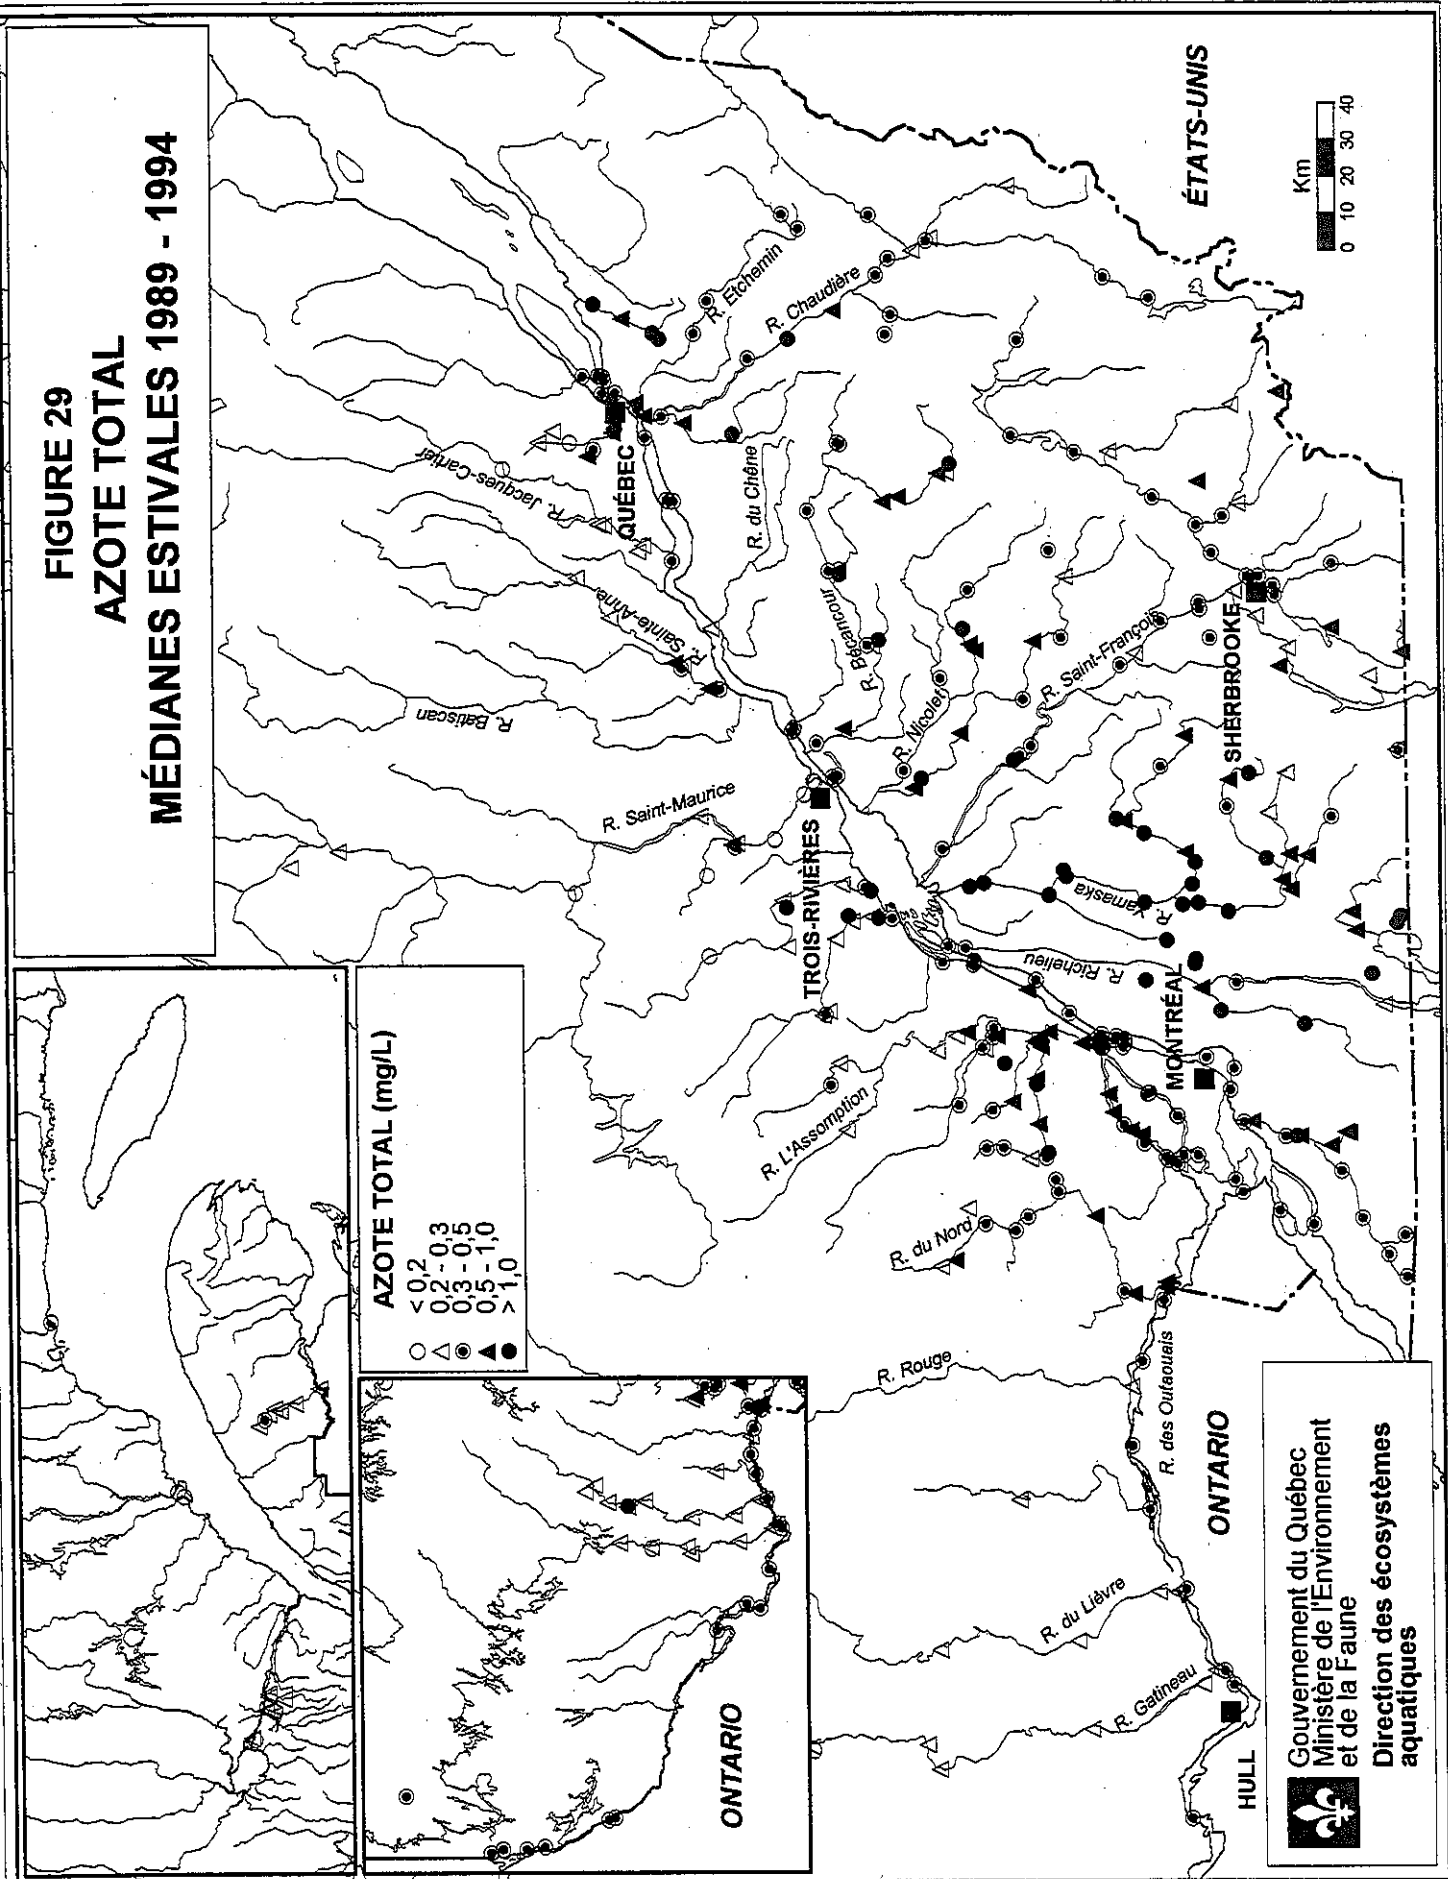 FIGURE 29
AZOTE TOTAL
MÉDIANES ESTIVALES 1989 - 1994
AZOTE TOTAL (mg/L)
< 0,2
0,2 - 0,3
0,3 - 0,5
0,5 - 1,0
> 1,0
ONTARIO
R. Etchemin
R. Chaudière
R. Jacques-Cartier
QUÉBEC
R. du Chêne
R. Sainte-Anne
R. Batiscan
R. Bécancour
R. Nicolet
R. Saint-François
R. Saint-Maurice
TROIS-RIVIÈRES
SHERBROOKE
R. Yamaska
R. Richelieu
MONTRÉAL
R. L'Assomption
R. du Nord
R. Rouge
R. des Outaouais
ONTARIO
R. du Lièvre
R. Gatineau
HULL
ÉTATS-UNIS
Km
0 10 20 30 40
Gouvernement du Québec
Ministère de l'Environnement
et de la Faune
Direction des écosystèmes
aquatiques